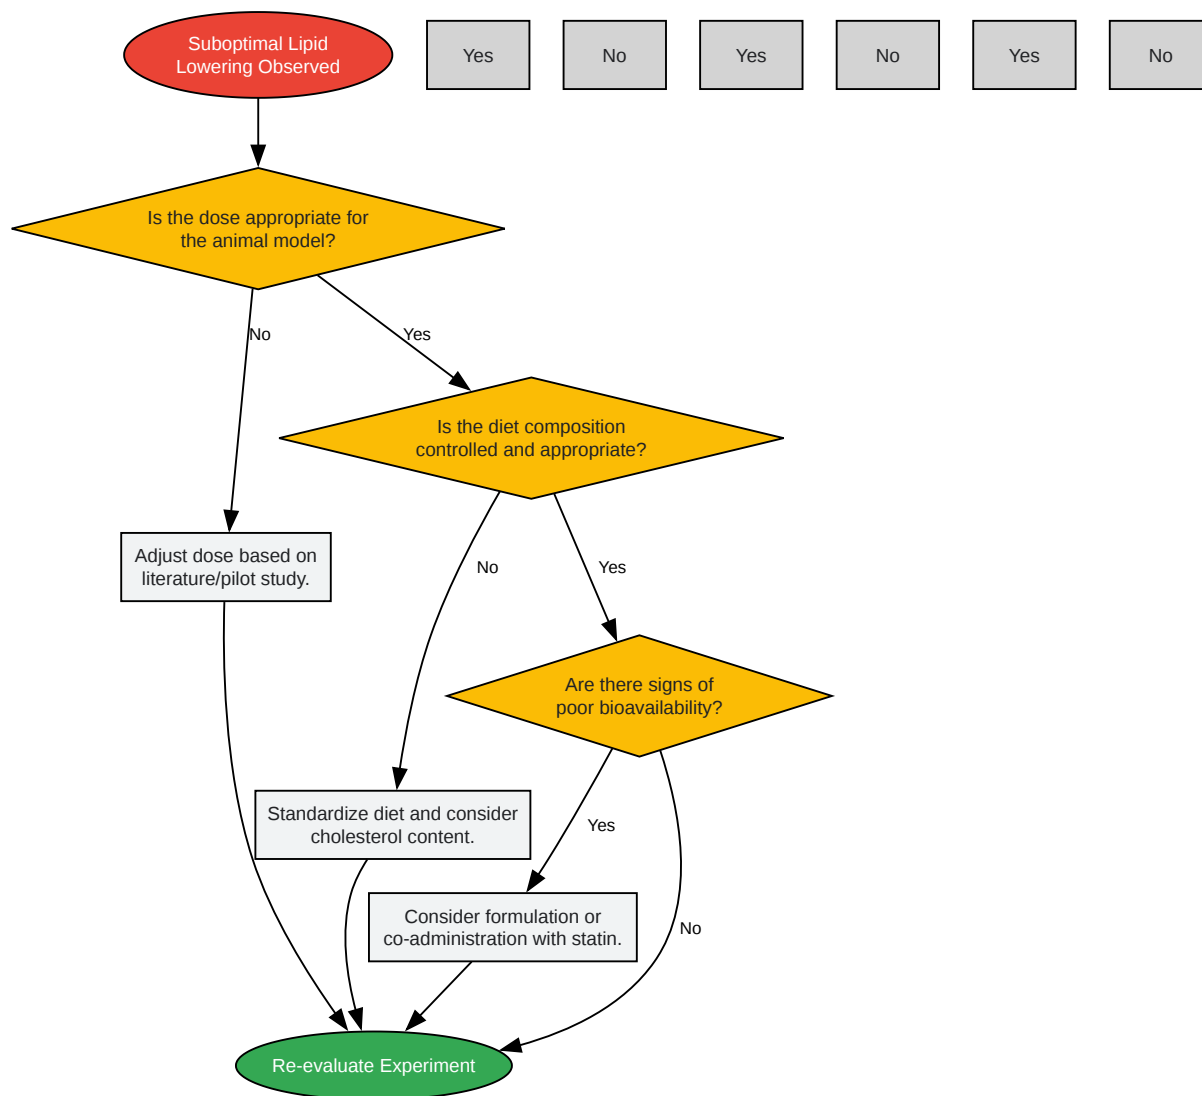 Suboptimal Lipid
Lowering Observed
Yes
No
Yes
No
Yes
No
Is the dose appropriate for
the animal model?
No
Yes
Is the diet composition
controlled and appropriate?
No
Yes
Adjust dose based on
literature/pilot study.
Are there signs of
poor bioavailability?
Standardize diet and consider
cholesterol content.
Yes
No
Consider formulation or
co-administration with statin.
Re-evaluate Experiment